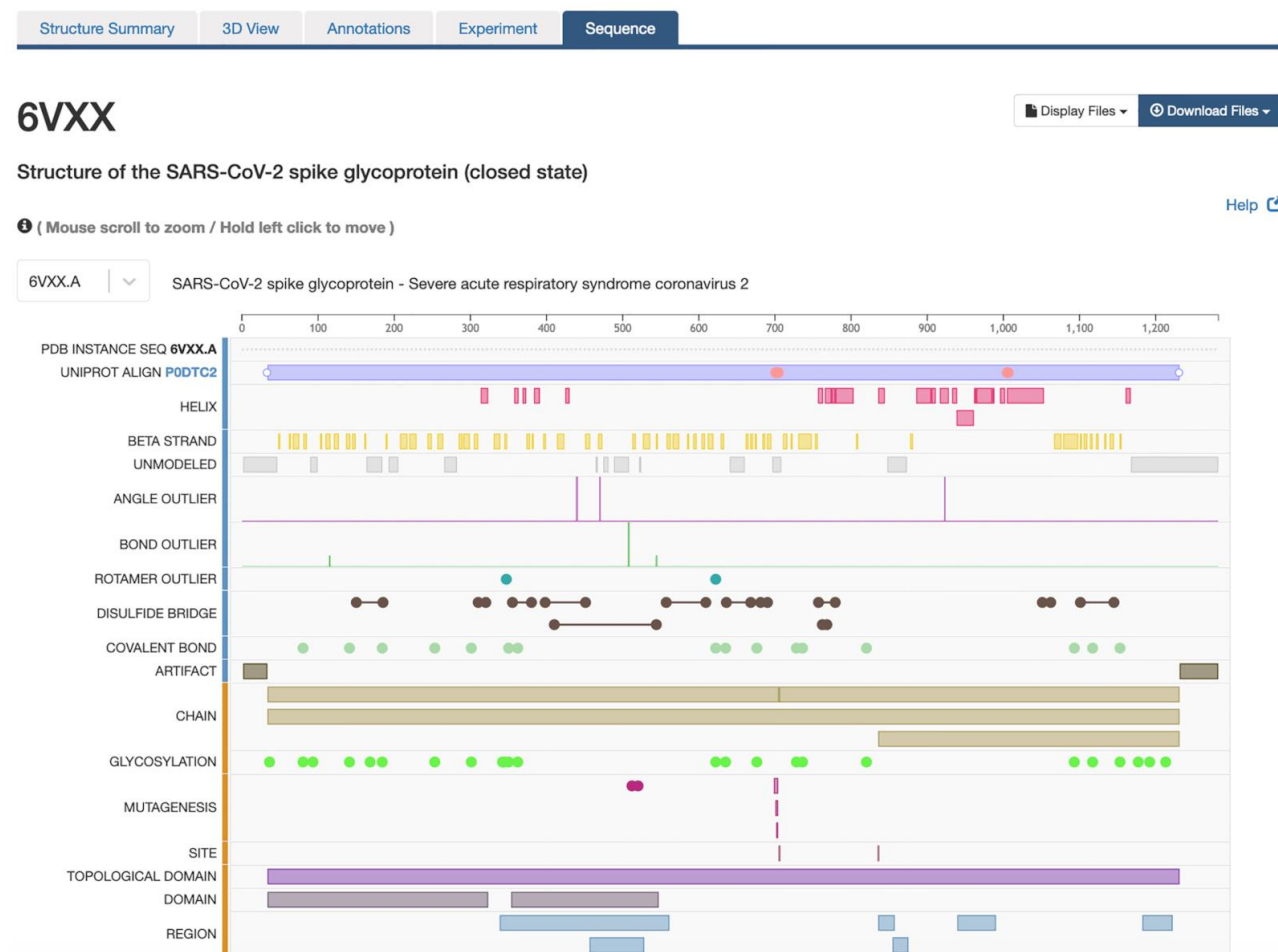 Structure Summary 3D View Annotations Experiment Sequence
6VXX
Display Files Download Files
Structure of the SARS-CoV-2 spike glycoprotein (closed state)
Help
( Mouse scroll to zoom / Hold left click to move )
6VXX.A SARS-CoV-2 spike glycoprotein - Severe acute respiratory syndrome coronavirus 2
0 100 200 300 400 500 600 700 800 900 1,000 1,100 1,200
PDB INSTANCE SEQ 6VXX.A
UNIPROT ALIGN P0DTC2
HELIX
BETA STRAND
UNMODELED
ANGLE OUTLIER
BOND OUTLIER
ROTAMER OUTLIER
DISULFIDE BRIDGE
COVALENT BOND
ARTIFACT
CHAIN
GLYCOSYLATION
MUTAGENESIS
SITE
TOPOLOGICAL DOMAIN
DOMAIN
REGION